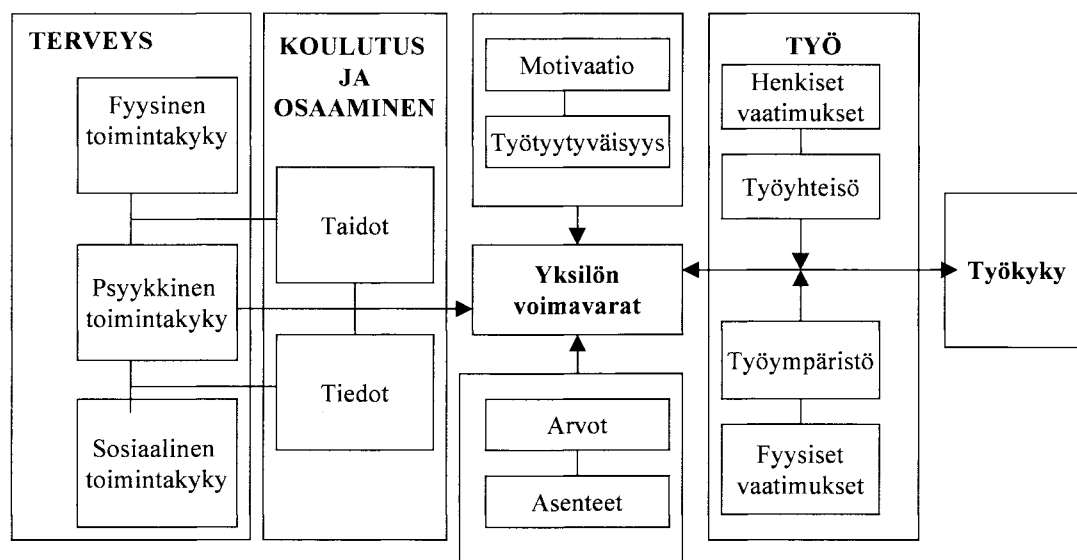 TERVEYS
Fyysinen
toimintakyky
Psyykkinen
toimintakyky
Sosiaalinen
toimintakyky
KOULUTUS
JA
OSAAMINEN
Taidot
Tiedot
Motivaatio
Työtyytyväisyys
Yksilön
voimavarat
Arvot
Asenteet
TYÖ
Henkiset
vaatimukset
Työyhteisö
Työympäristö
Fyysiset
vaatimukset
Työkyky